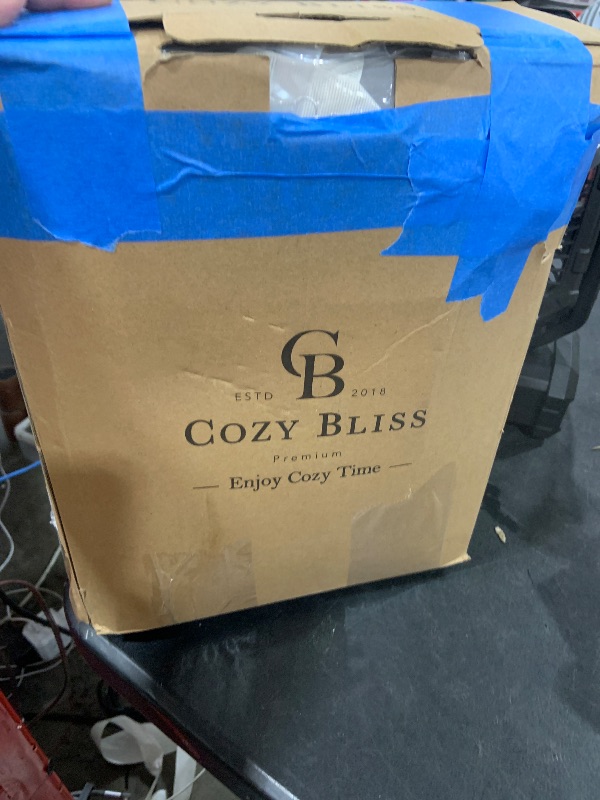 CB
ESTD 2018
COZY BLISS
Premium
Enjoy Cozy Time